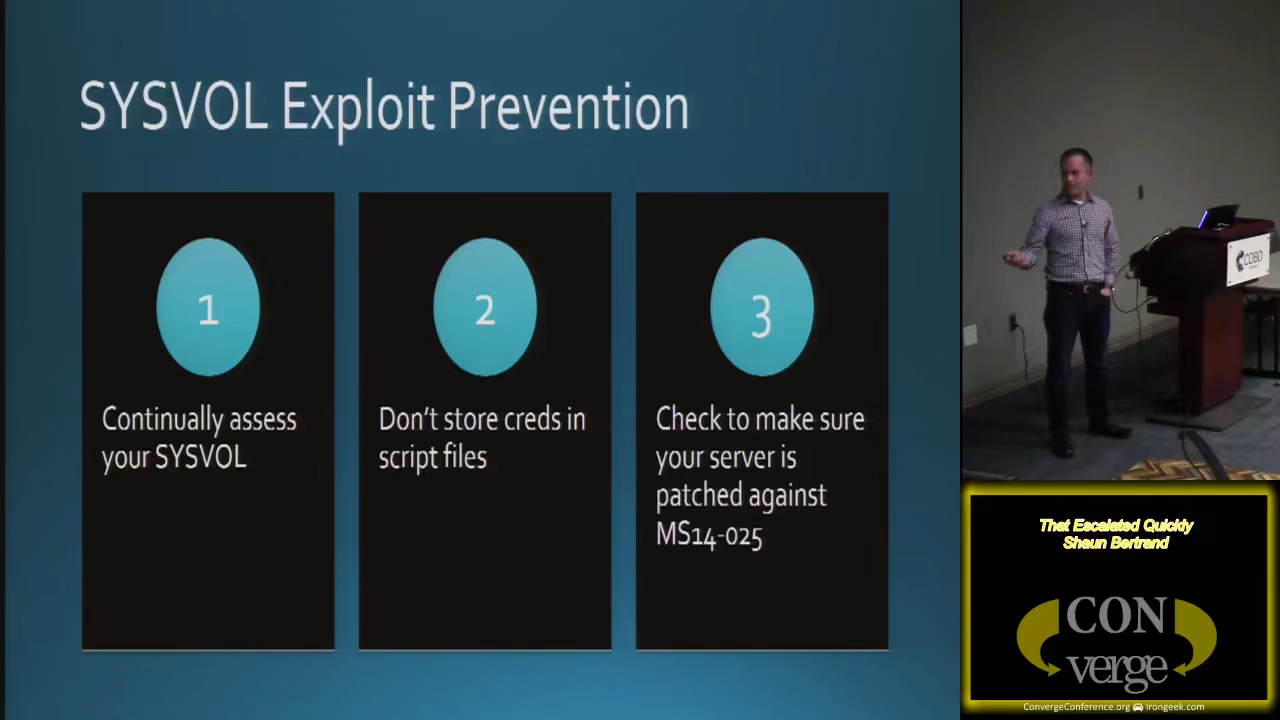 SYSVOL Exploit Prevention
1
Continually assess
your SYSVOL
2
Don't store creds in
script files
3
Check to make sure
your server is
patched against
MS14-025
COBO
That Escalated Quickly
Shaun Bertrand
CON
verge
ConvergeConference.org Irongeek.com